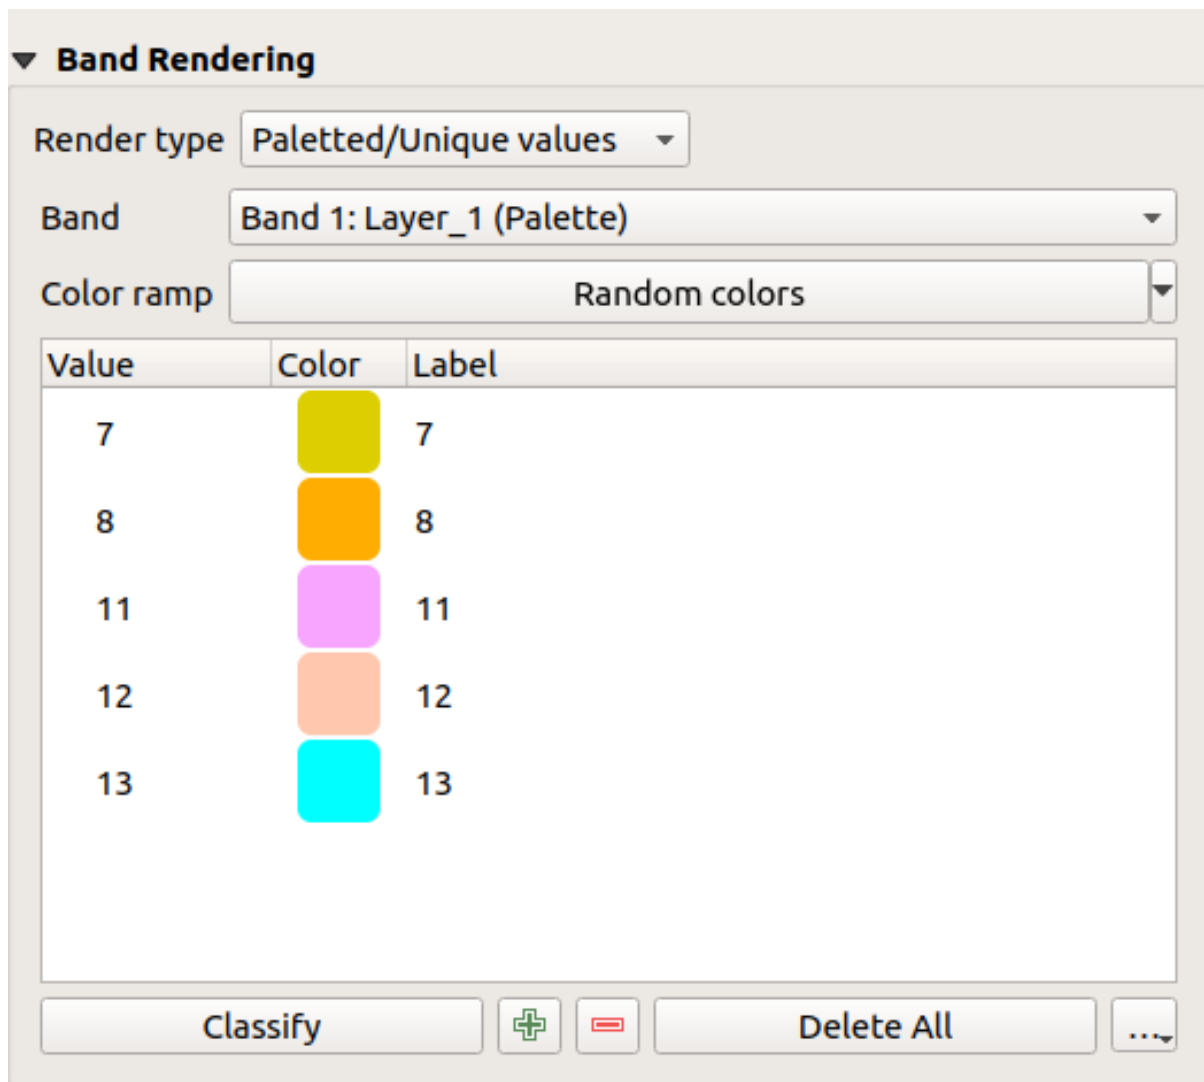 Band Rendering
Render type Paletted/Unique values
Band Band 1: Layer_1 (Palette)
Color ramp Random colors
Value Color Label
7 7
8 8
11 11
12 12
13 13
Classify Delete All ...